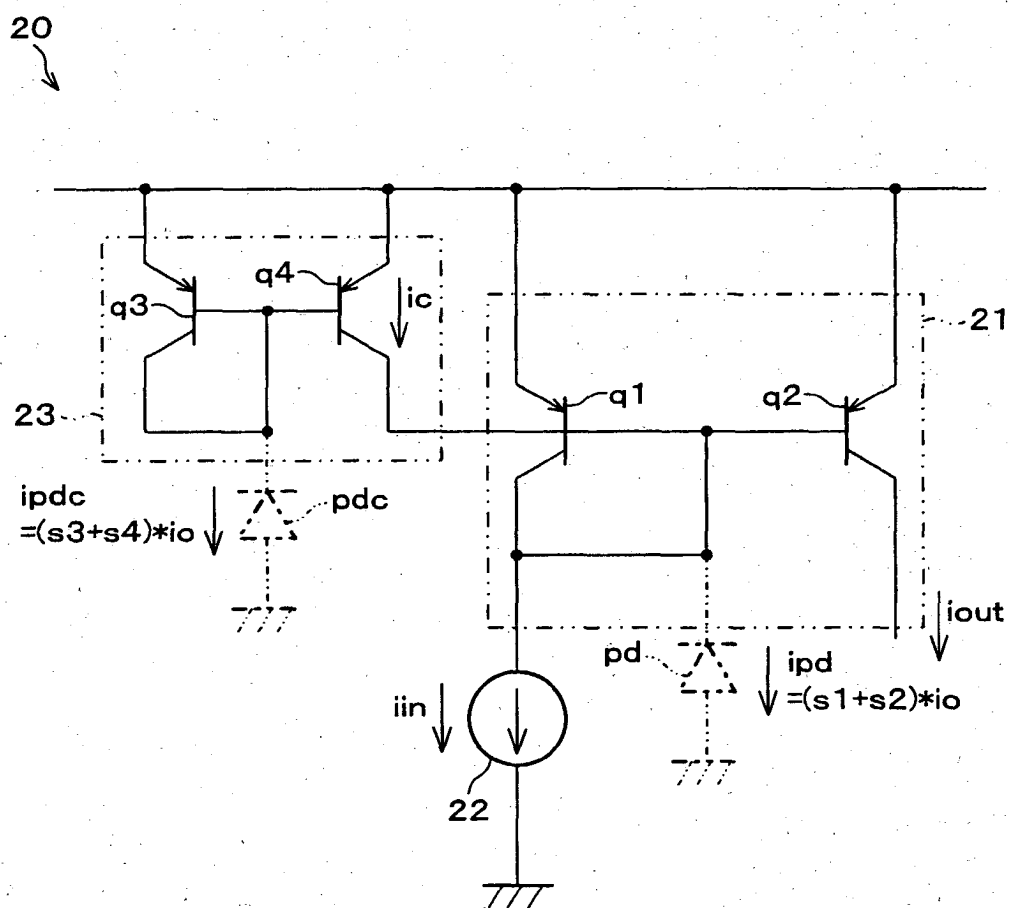 20
q4
ic
q3
21
q1
q2
23
ipdc
=(s3+s4)*io
pdc
iout
pd
ipd
=(s1+s2)*io
iin
22